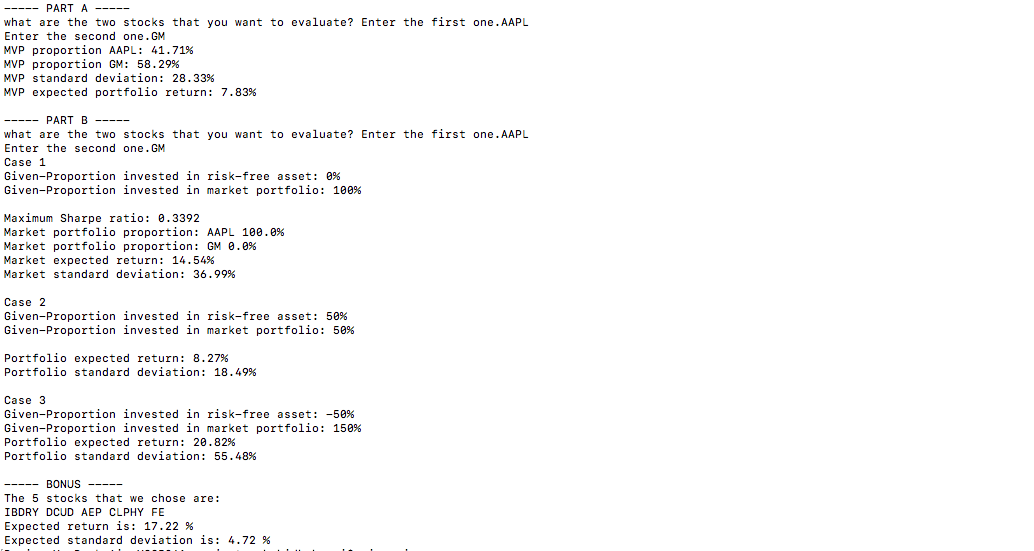 ----- PART A -----
what are the two stocks that you want to evaluate? Enter the first one.AAPL
Enter the second one.GM
MVP proportion AAPL: 41.71%
MVP proportion GM: 58.29%
MVP standard deviation: 28.33%
MVP expected portfolio return: 7.83%
----- PART B -----
what are the two stocks that you want to evaluate? Enter the first one.AAPL
Enter the second one.GM
Case 1
Given-Proportion invested in risk-free asset: 0%
Given-Proportion invested in market portfolio: 100%
Maximum Sharpe ratio: 0.3392
Market portfolio proportion: AAPL 100.0%
Market portfolio proportion: GM 0.0%
Market expected return: 14.54%
Market standard deviation: 36.99%
Case 2
Given-Proportion invested in risk-free asset: 50%
Given-Proportion invested in market portfolio: 50%
Portfolio expected return: 8.27%
Portfolio standard deviation: 18.49%
Case 3
Given-Proportion invested in risk-free asset: -50%
Given-Proportion invested in market portfolio: 150%
Portfolio expected return: 20.82%
Portfolio standard deviation: 55.48%
----- BONUS -----
The 5 stocks that we chose are:
IBDRY DCUD AEP CLPHY FE
Expected return is: 17.22 %
Expected standard deviation is: 4.72 %